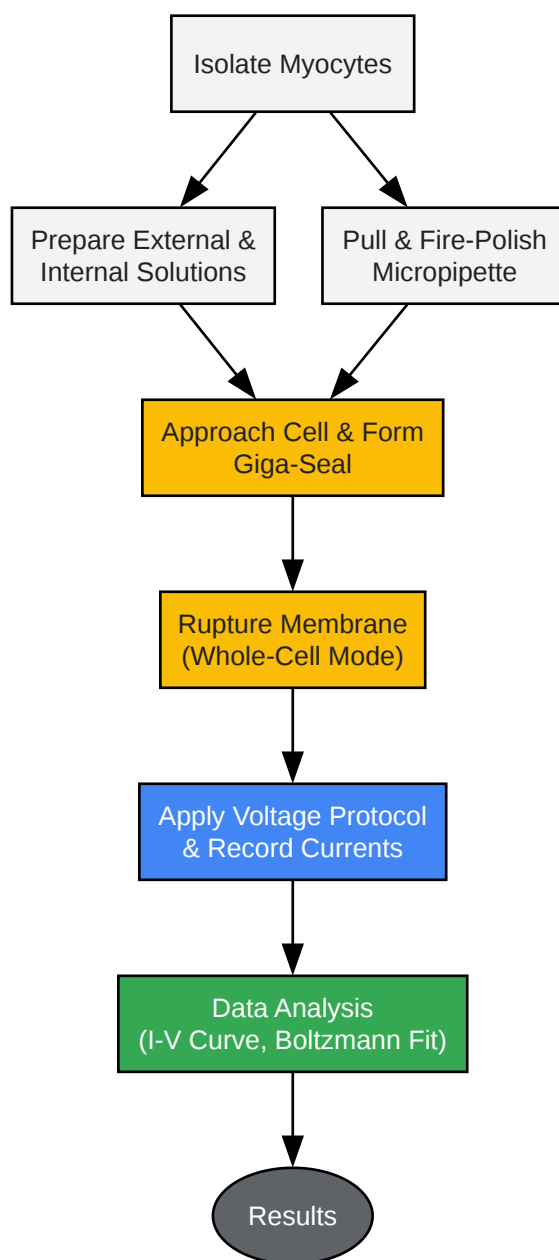 Isolate Myocytes
Prepare External &
Internal Solutions
Pull & Fire-Polish
Micropipette
Approach Cell & Form
Giga-Seal
Rupture Membrane
(Whole-Cell Mode)
Apply Voltage Protocol
& Record Currents
Data Analysis
(I-V Curve, Boltzmann Fit)
Results